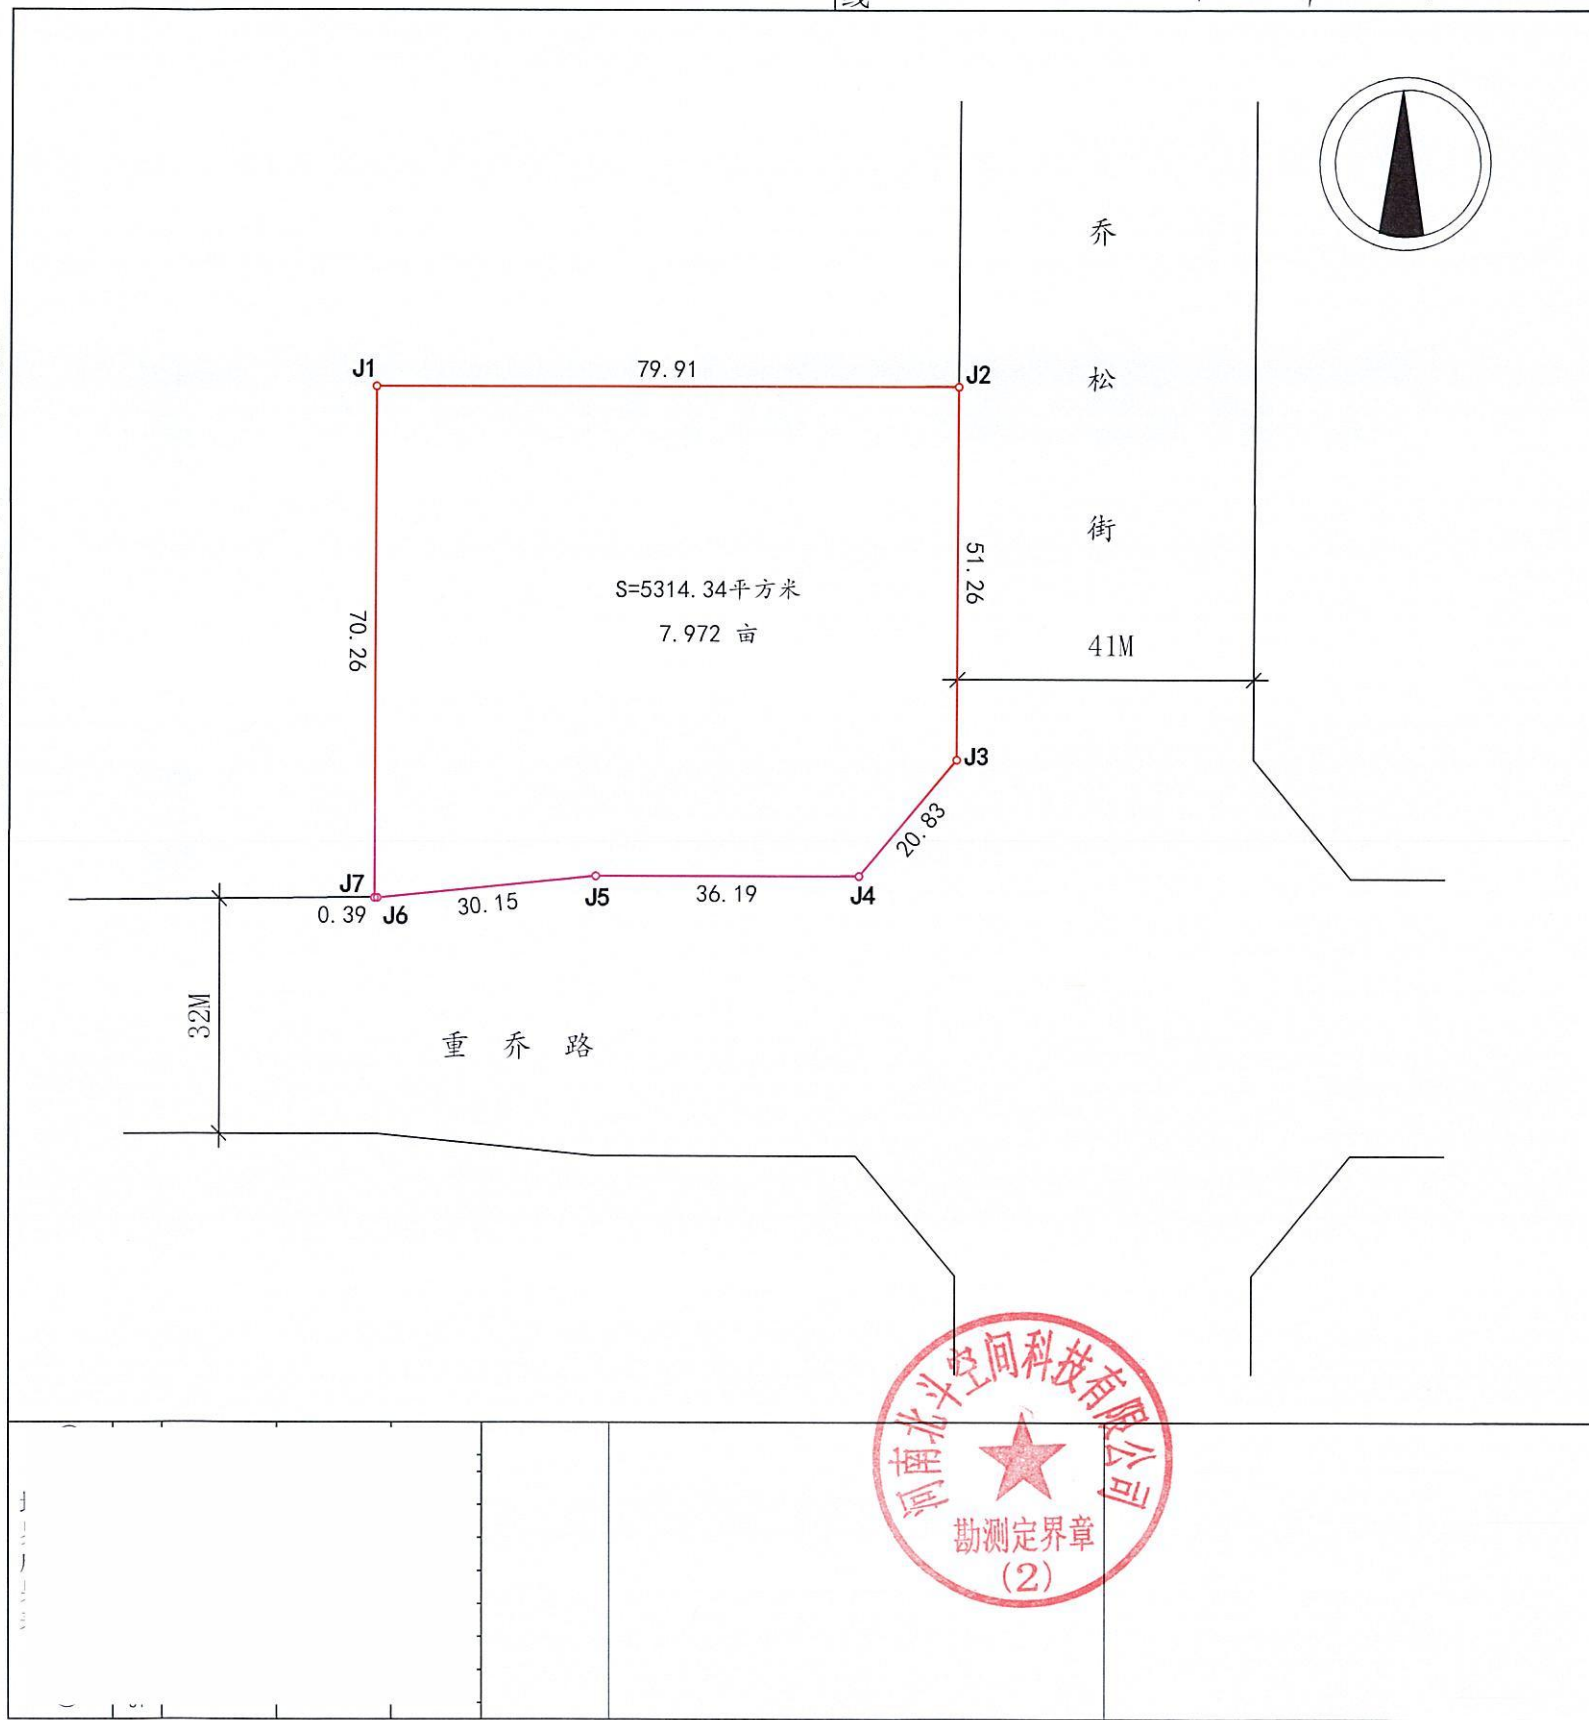 乔
松
街
J1
79.91
J2
51.26
S=5314.34平方米
7.972 亩
70.26
41M
J3
20.83
J7
0.39
J6
30.15
J5
36.19
J4
32M
重乔路
河南北斗空间科技有限公司
勘测定界章
(2)